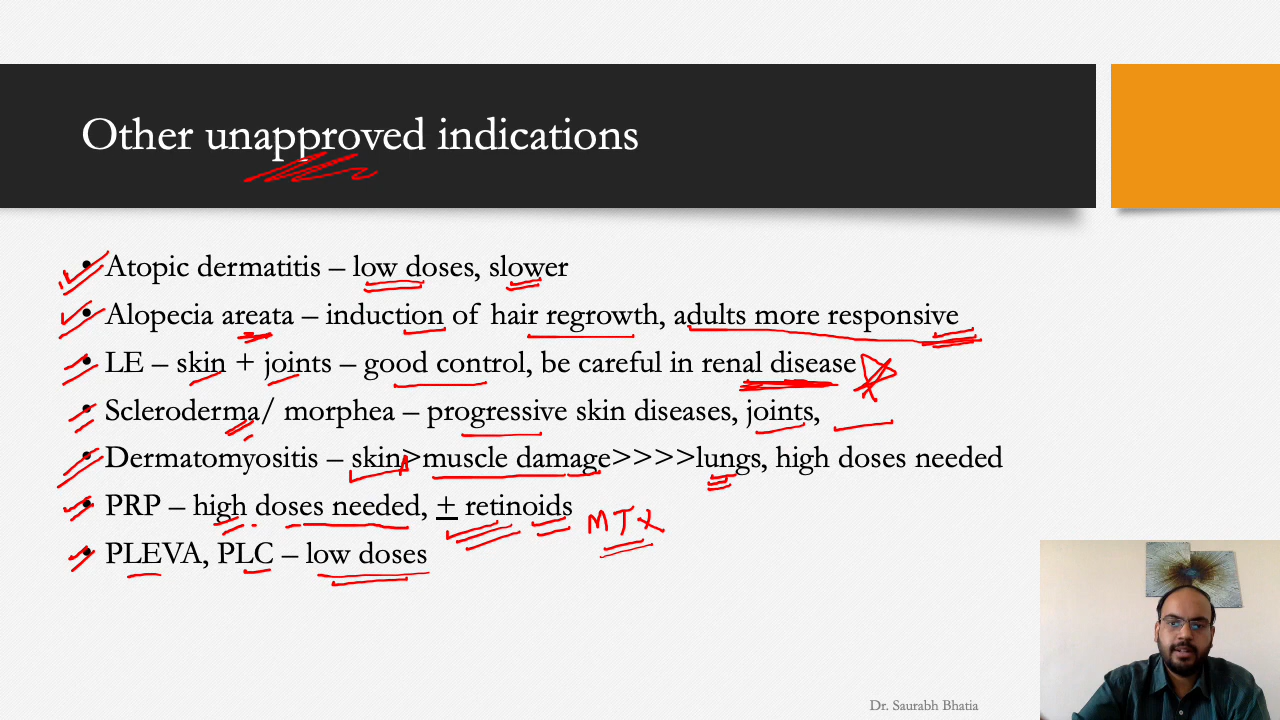 Other unapproved indications
• Atopic dermatitis – low doses, slower
• Alopecia areata – induction of hair regrowth, adults more responsive
• LE – skin + joints – good control, be careful in renal disease
• Scleroderma/ morphea – progressive skin diseases, joints,
• Dermatomyositis – skin>muscle damage>>>>lungs, high doses needed
• PRP – high doses needed, + retinoids MTX
• PLEVA, PLC – low doses
Dr. Saurabh Bhatia